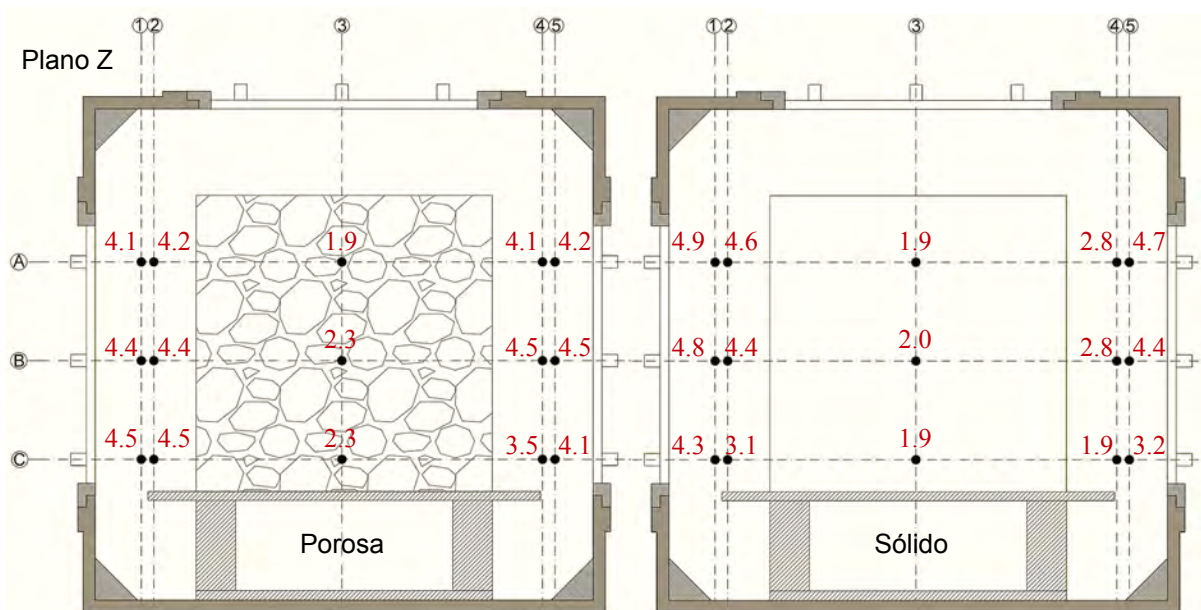 ① ② ③ ④ ⑤ ① ② ③ ④ ⑤
Plano Z
Ⓐ 4.1 4.2 1.9 4.1 4.2 4.9 4.6 1.9 2.8 4.7
Ⓑ 4.4 4.4 2.3 4.5 4.5 4.8 4.4 2.0 2.8 4.4
Ⓒ 4.5 4.5 2.3 3.5 4.1 4.3 3.1 1.9 1.9 3.2
Porosa Sólido